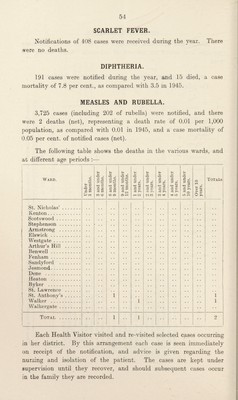 54
SCARLET FEVER.
Notifications of 408 cases were received during the year. There
were no deaths.
DIPHTHERIA.
191 cases were notified during the year, and 15 died, a case
mortality of 7.8 per cent., as compared with 3.5 in 1945.
MEASLES AND RUBELLA.
3,725 cases (including 202 of rubella) were notified, and there
were 2 deaths (net), representing a death rate of 0.01 per 1,000
population, as compared with 0.01 in 1945, and a case mortality of
0.05 per cent. of notified cases (net).
The following table shows the deaths in the various wards, and
at different age periods :—
WARD.
TOTALS
St. Nicholas'
Kenton
Scotswood
Stephenson
Armstrong
Elswick
Westgate
Arthur's Hill
Benwell
Fenham
Sandyford
Jesmond
Dene
Heaton
Byker
St. Lawrence
St. Anthony's 1 1
Walker 1 1
Walkergate
TOTAL 1 1 2
Each Health Visitor visited and re-visited selected cases occurring
in her district. By this arrangement each case is seen immediately
on receipt of the notification, and advice is given regarding the
nursing and isolation of the patient. The cases are kept under
supervision until they recover, and should subsequent cases occur
in the family they are recorded.